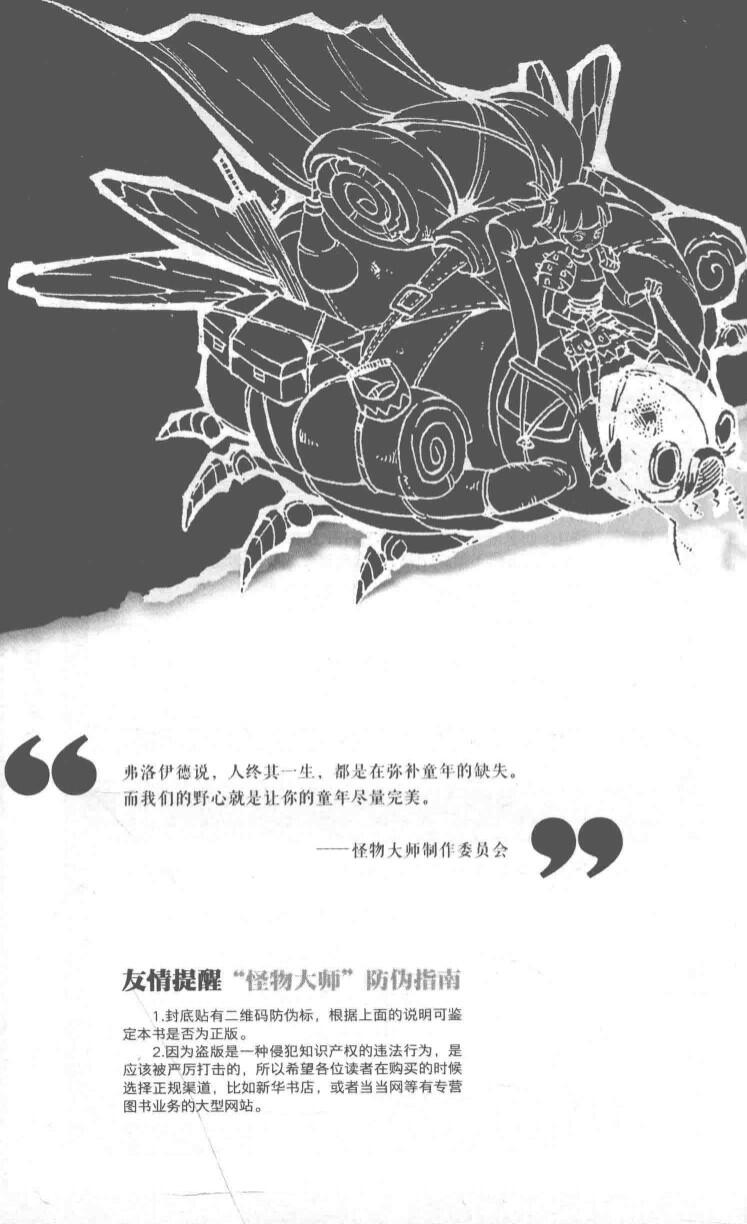 “
弗洛伊德说，人终其一生，都是在弥补童年的缺失。
而我们的野心就是让你的童年尽量完美。
——怪物大师制作委员会
”
友情提醒“怪物大师”防伪指南
1.封底贴有二维码防伪标，根据上面的说明可鉴
定本书是否为正版。
2.因为盗版是一种侵犯知识产权的违法行为，是
应该被严厉打击的，所以希望各位读者在购买的时候
选择正规渠道，比如新华书店，或者当当网等有专营
图书业务的大型网站。